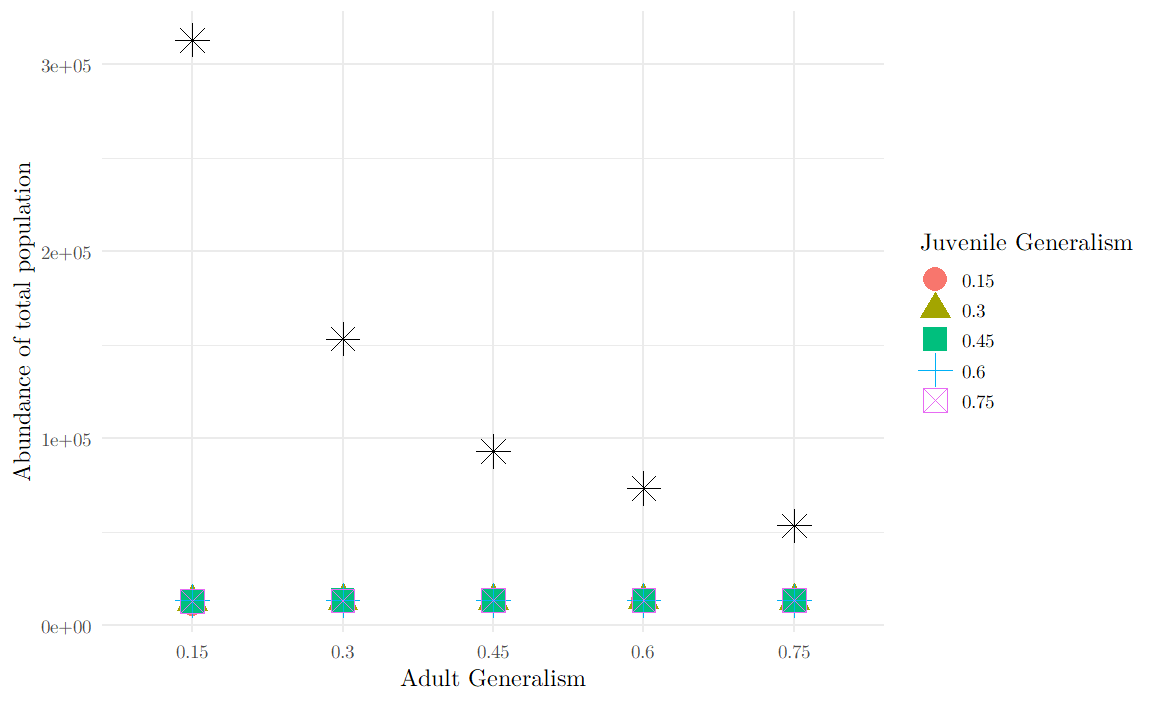 Abundance of total population
3e+05
2e+05
1e+05
0e+00
0.15
0.3
0.45
0.6
0.75
Adult Generalism
Juvenile Generalism
0.15
0.3
0.45
0.6
0.75